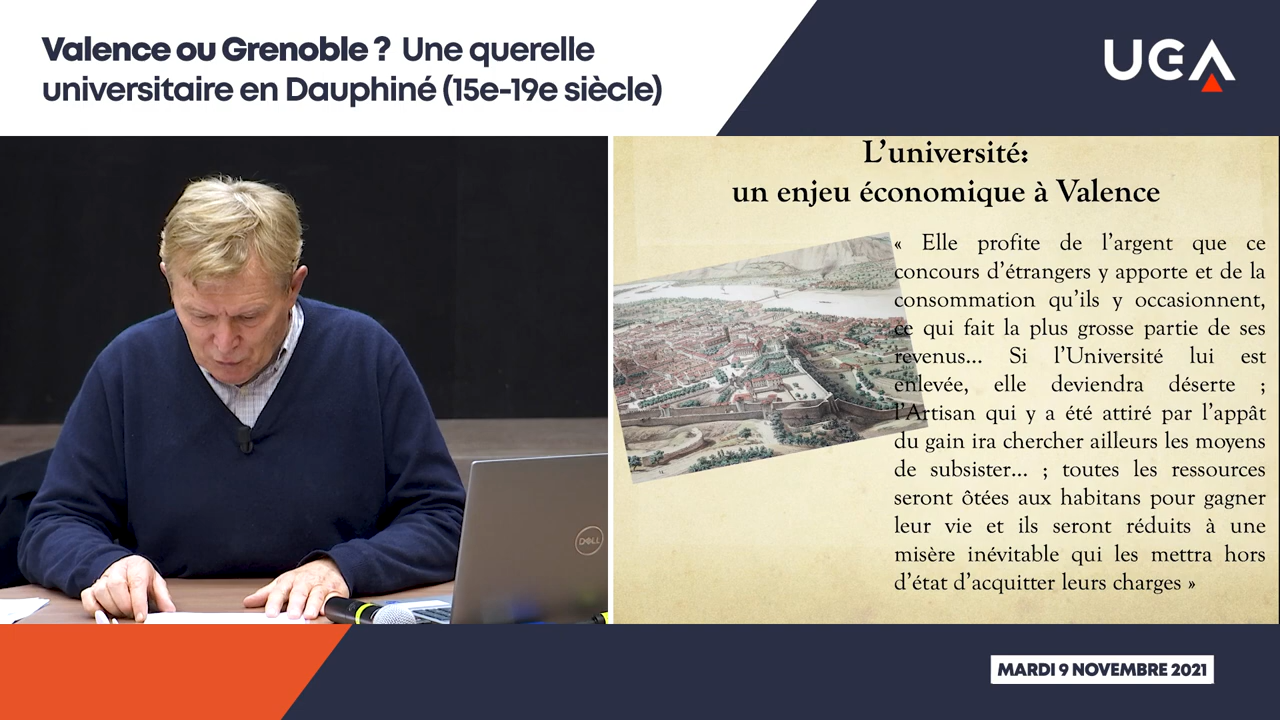 Valence ou Grenoble ? Une querelle
universitaire en Dauphiné (15e-19e siècle)
UGA
L'université:
un enjeu économique à Valence
« Elle profite de l'argent que ce
concours d'étrangers y apporte et de la
consommation qu'ils y occasionnent,
ce qui fait la plus grosse partie de ses
revenus... Si l'Université lui est
enlevée, elle deviendra déserte ;
l'Artisan qui y a été attiré par l'appât
du gain ira chercher ailleurs les moyens
de subsister... ; toutes les ressources
seront ôtées aux habitans pour gagner
leur vie et ils seront réduits à une
misère inévitable qui les mettra hors
d'état d'acquitter leurs charges »
DELL
MARDI 9 NOVEMBRE 2021